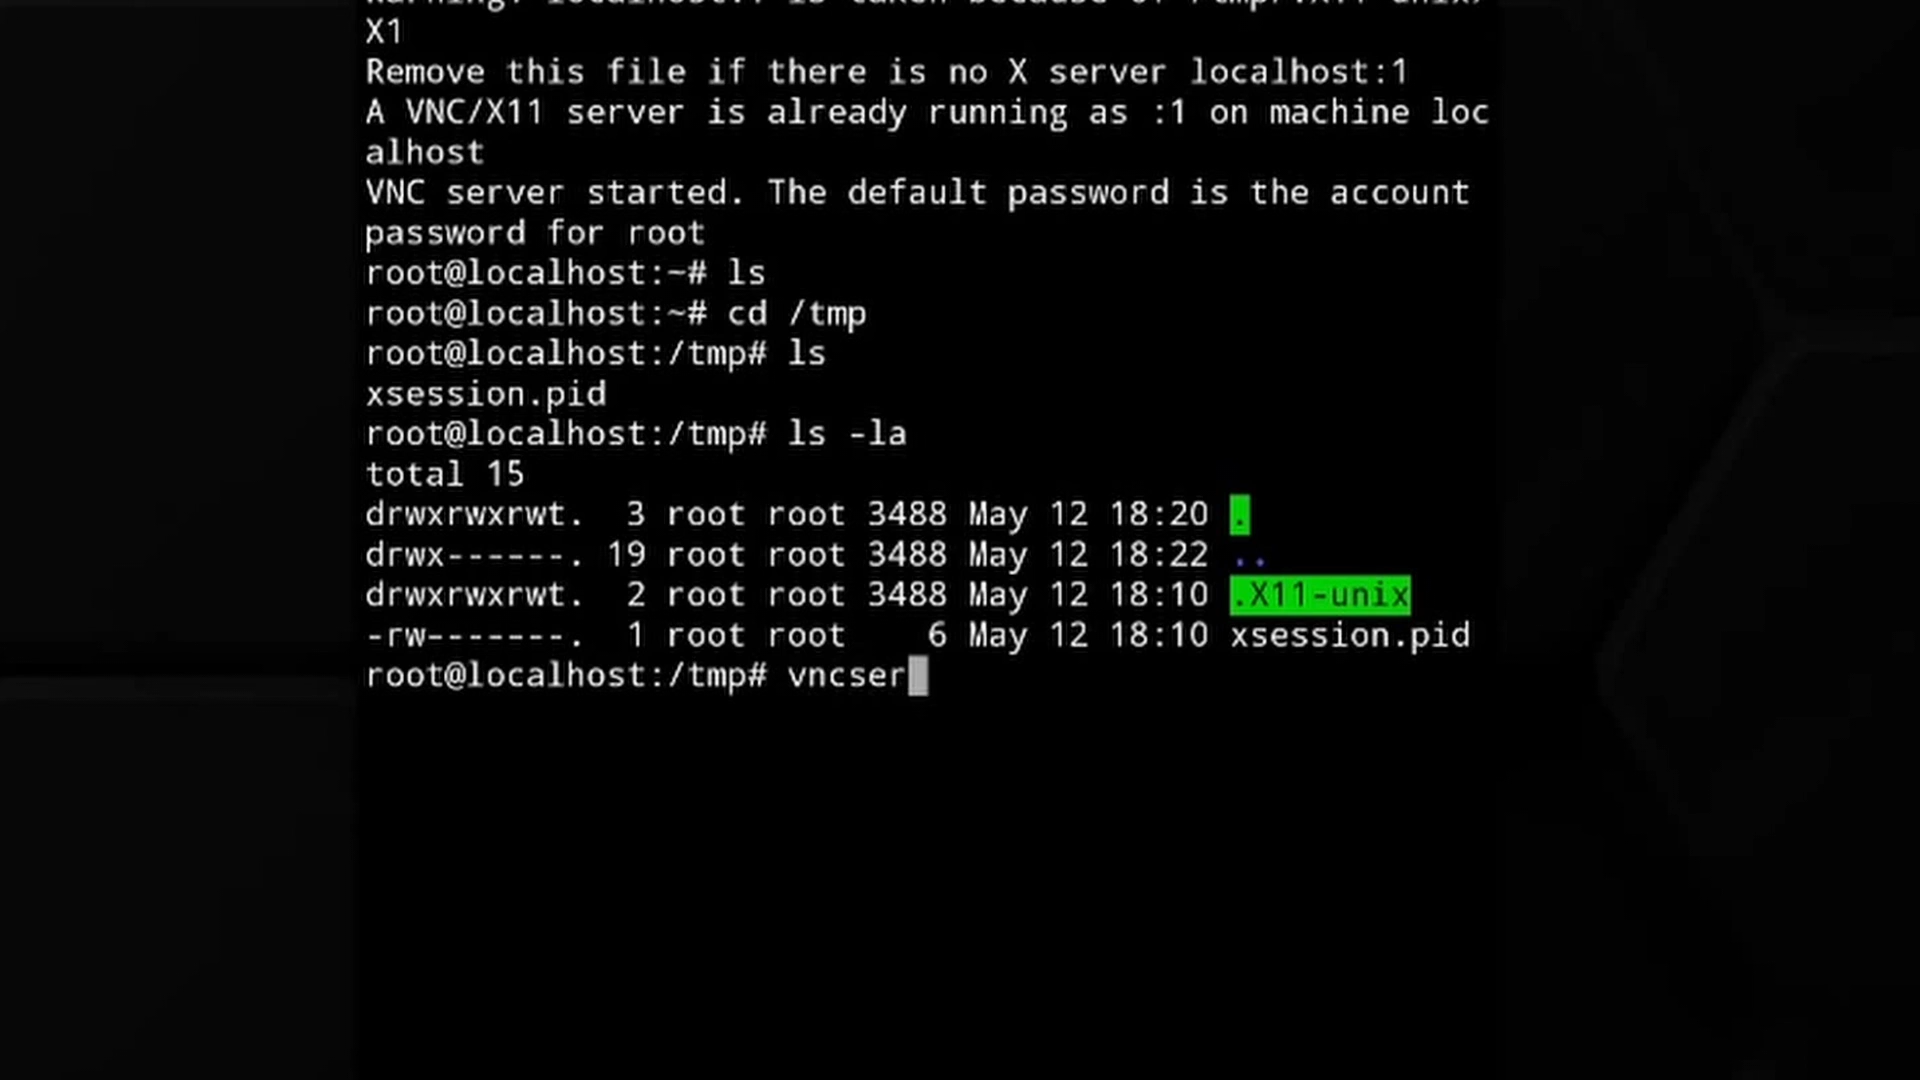 X1
Remove this file if there is no X server localhost:1
A VNC/X11 server is already running as :1 on machine loc
alhost
VNC server started. The default password is the account
password for root
root@localhost:~# ls
root@localhost:~# cd /tmp
root@localhost:/tmp# ls
xsession.pid
root@localhost:/tmp# ls -la
total 15
drwxrwxrwt.  3 root root 3488 May 12 18:20 .
drwx------. 19 root root 3488 May 12 18:22 ..
drwxrwxrwt.  2 root root 3488 May 12 18:10 .X11-unix
-rw-------.  1 root root    6 May 12 18:10 xsession.pid
root@localhost:/tmp# vncser